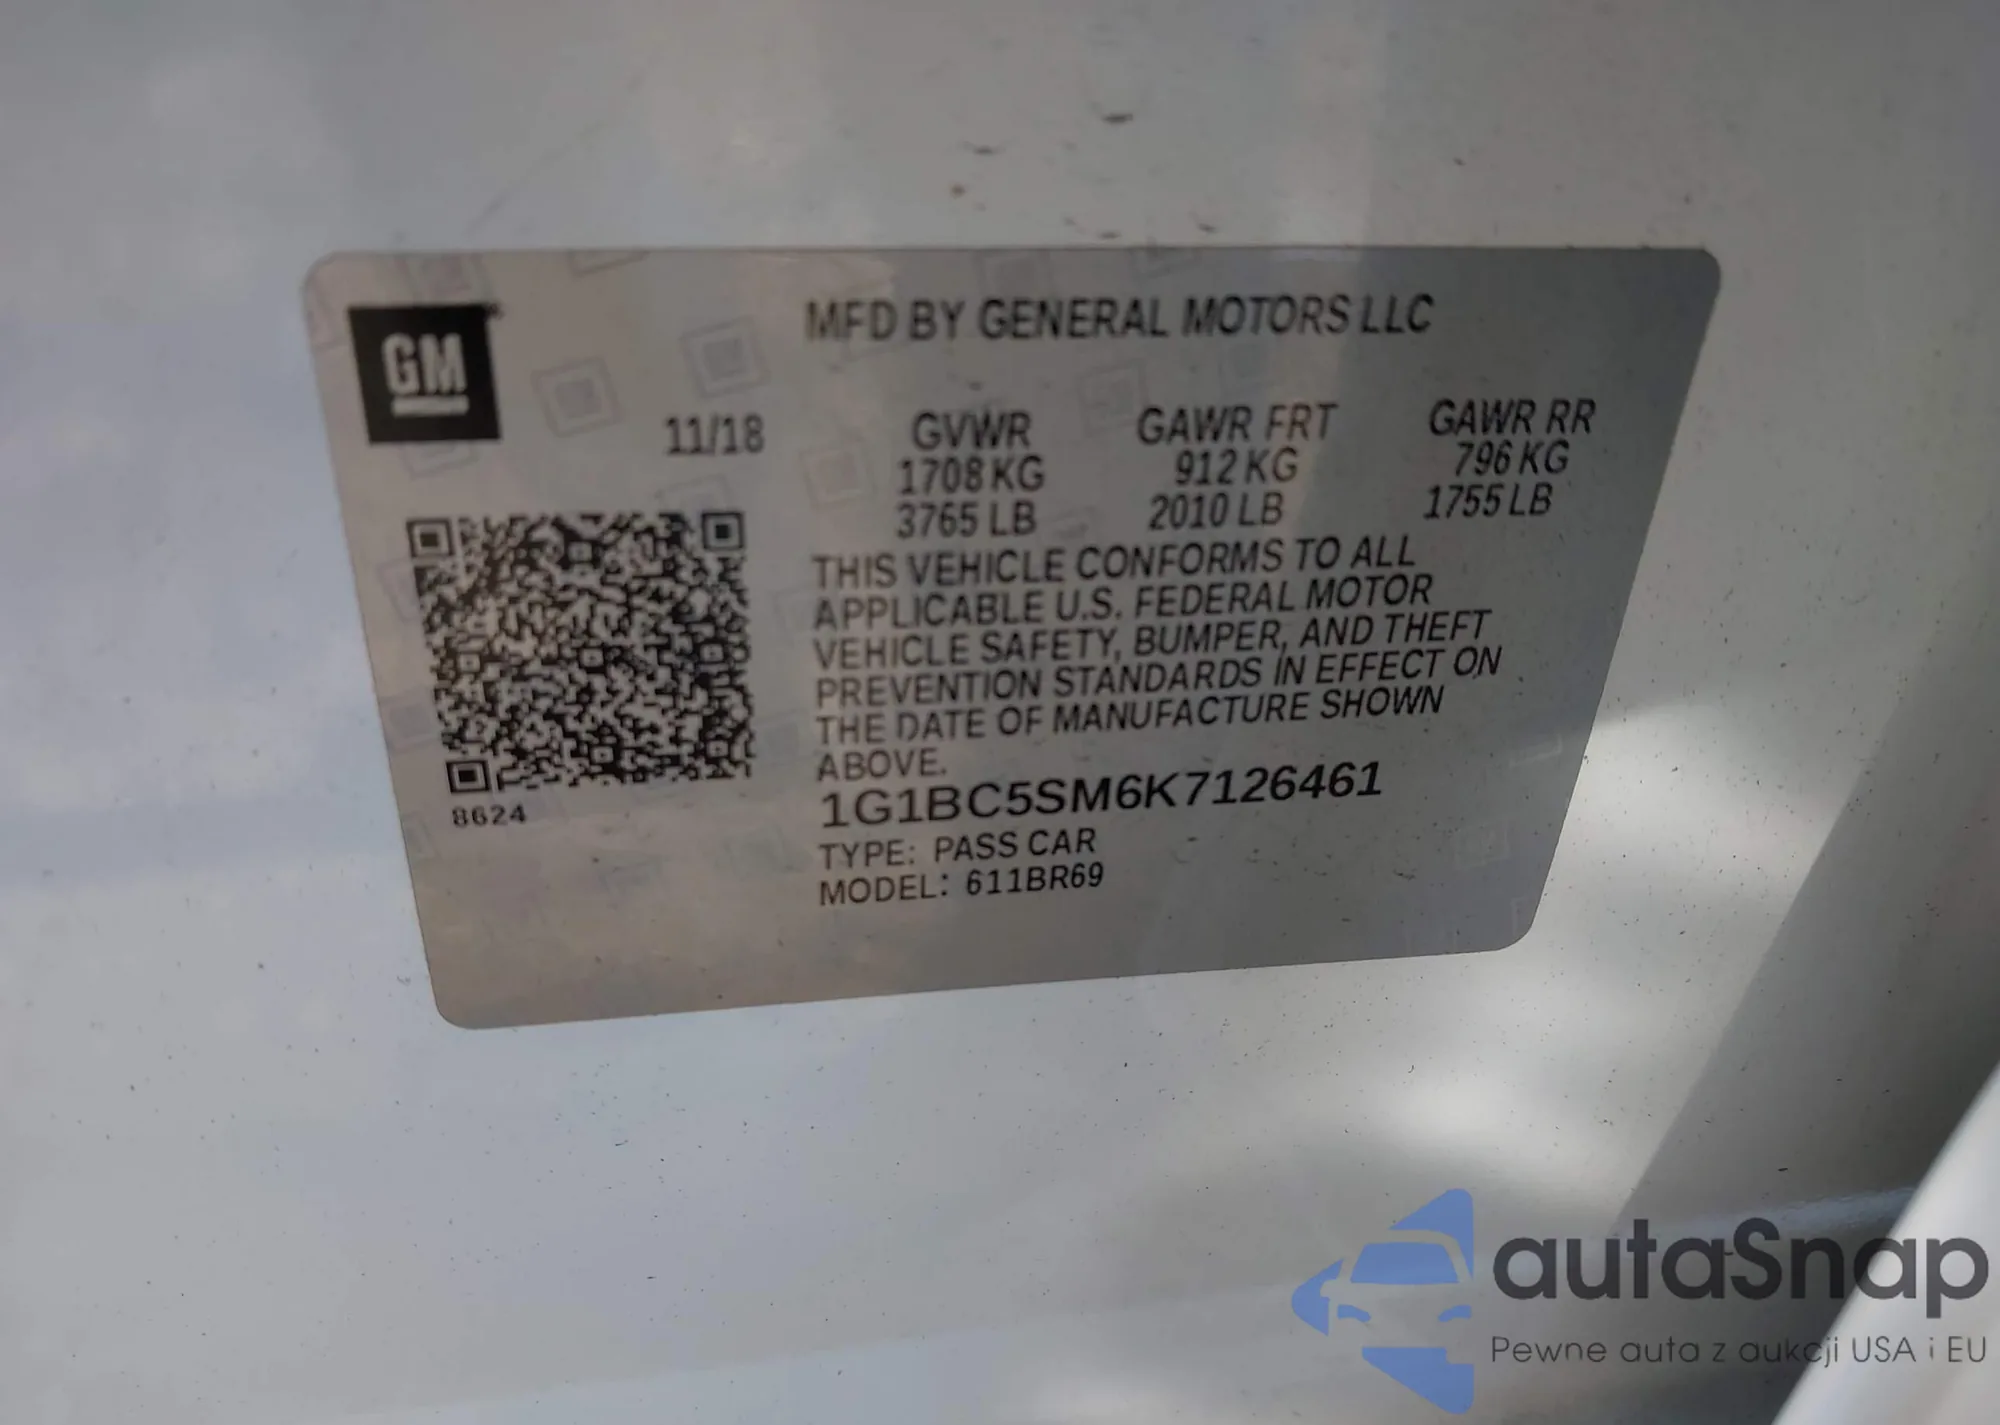 GM
MFD BY GENERAL MOTORS LLC
11/18
GVWR GAWR FRT GAWR RR
1708 KG 912 KG 796 KG
3765 LB 2010 LB 1755 LB
THIS VEHICLE CONFORMS TO ALL
APPLICABLE U.S. FEDERAL MOTOR
VEHICLE SAFETY, BUMPER, AND THEFT
PREVENTION STANDARDS IN EFFECT ON
THE DATE OF MANUFACTURE SHOWN
ABOVE.
8624
1G1BC5SM6K7126461
TYPE: PASS CAR
MODEL: 611BR69
autaSnap
Pewne auta z aukcji USA i EU